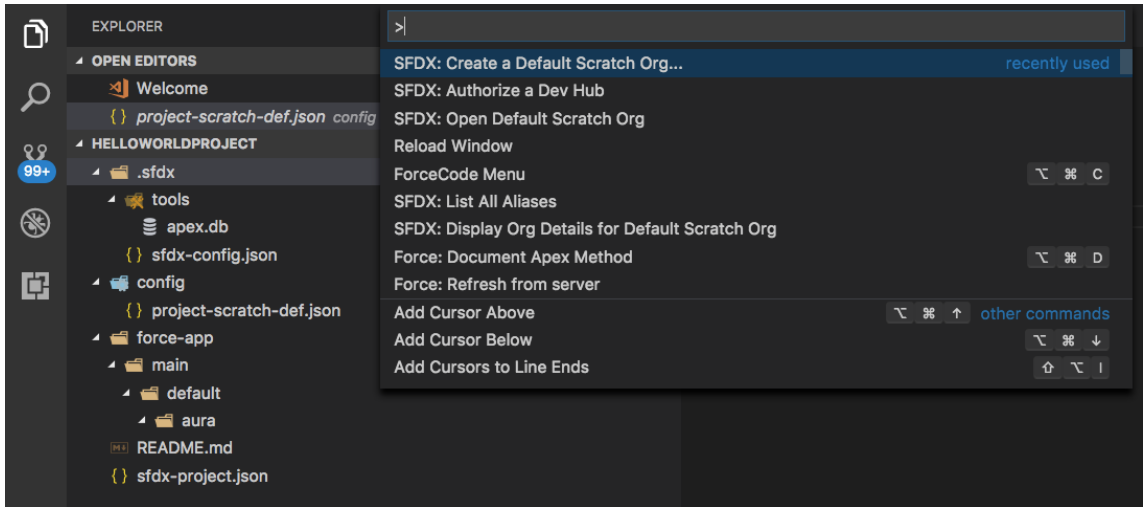 EXPLORER
OPEN EDITORS
Welcome
{ } project-scratch-def.json config
HELLOWORLDPROJECT
99+
.sfdx
tools
apex.db
{ } sfdx-config.json
config
{ } project-scratch-def.json
force-app
main
default
aura
README.md
{ } sfdx-project.json
>
SFDX: Create a Default Scratch Org... recently used
SFDX: Authorize a Dev Hub
SFDX: Open Default Scratch Org
Reload Window
ForceCode Menu ⌥ ⌘ C
SFDX: List All Aliases
SFDX: Display Org Details for Default Scratch Org
Force: Document Apex Method ⌥ ⌘ D
Force: Refresh from server
Add Cursor Above ⌥ ⌘ ↑ other commands
Add Cursor Below ⌥ ⌘ ↓
Add Cursors to Line Ends ⇧ ⌥ I